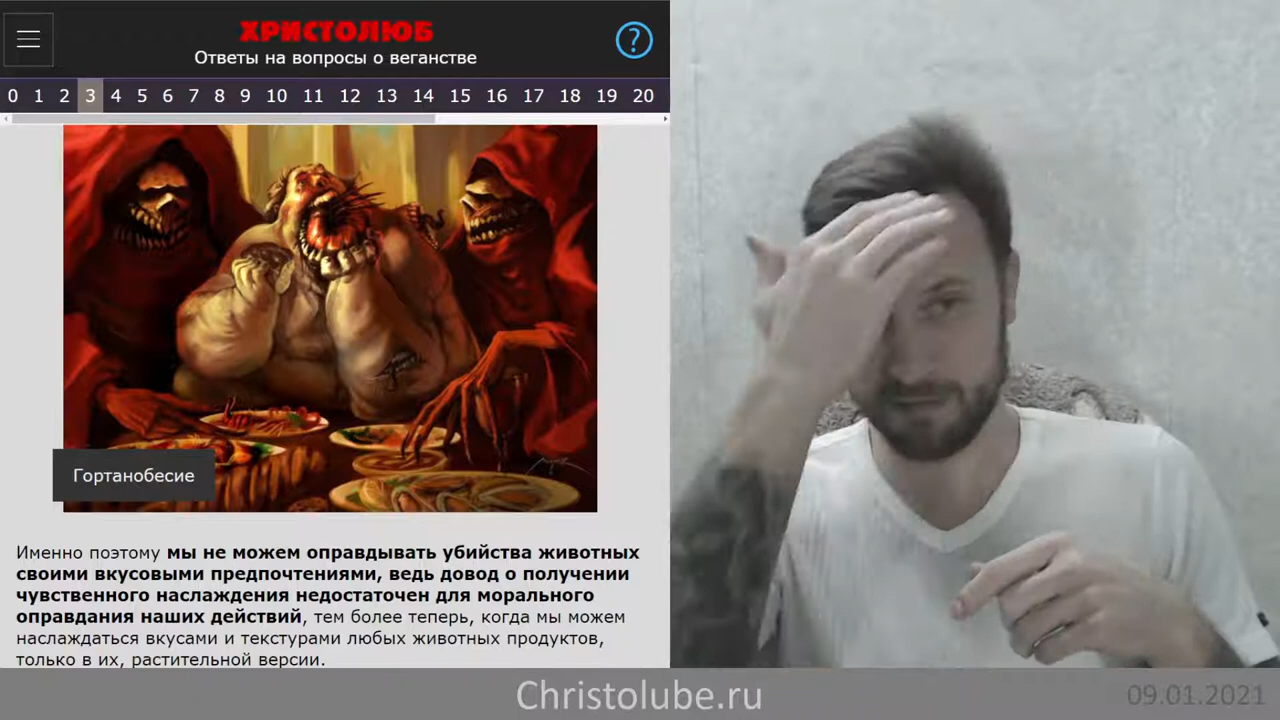 ХРИСТОЛЮБ
Ответы на вопросы о веганстве
?
0 1 2 3 4 5 6 7 8 9 10 11 12 13 14 15 16 17 18 19 20
Гортанобесие
Именно поэтому мы не можем оправдывать убийства животных
своими вкусовыми предпочтениями, ведь довод о получении
чувственного наслаждения недостаточен для морального
оправдания наших действий, тем более теперь, когда мы можем
наслаждаться вкусами и текстурами любых животных продуктов,
только в их, растительной версии.
Christolube.ru
09.01.2021